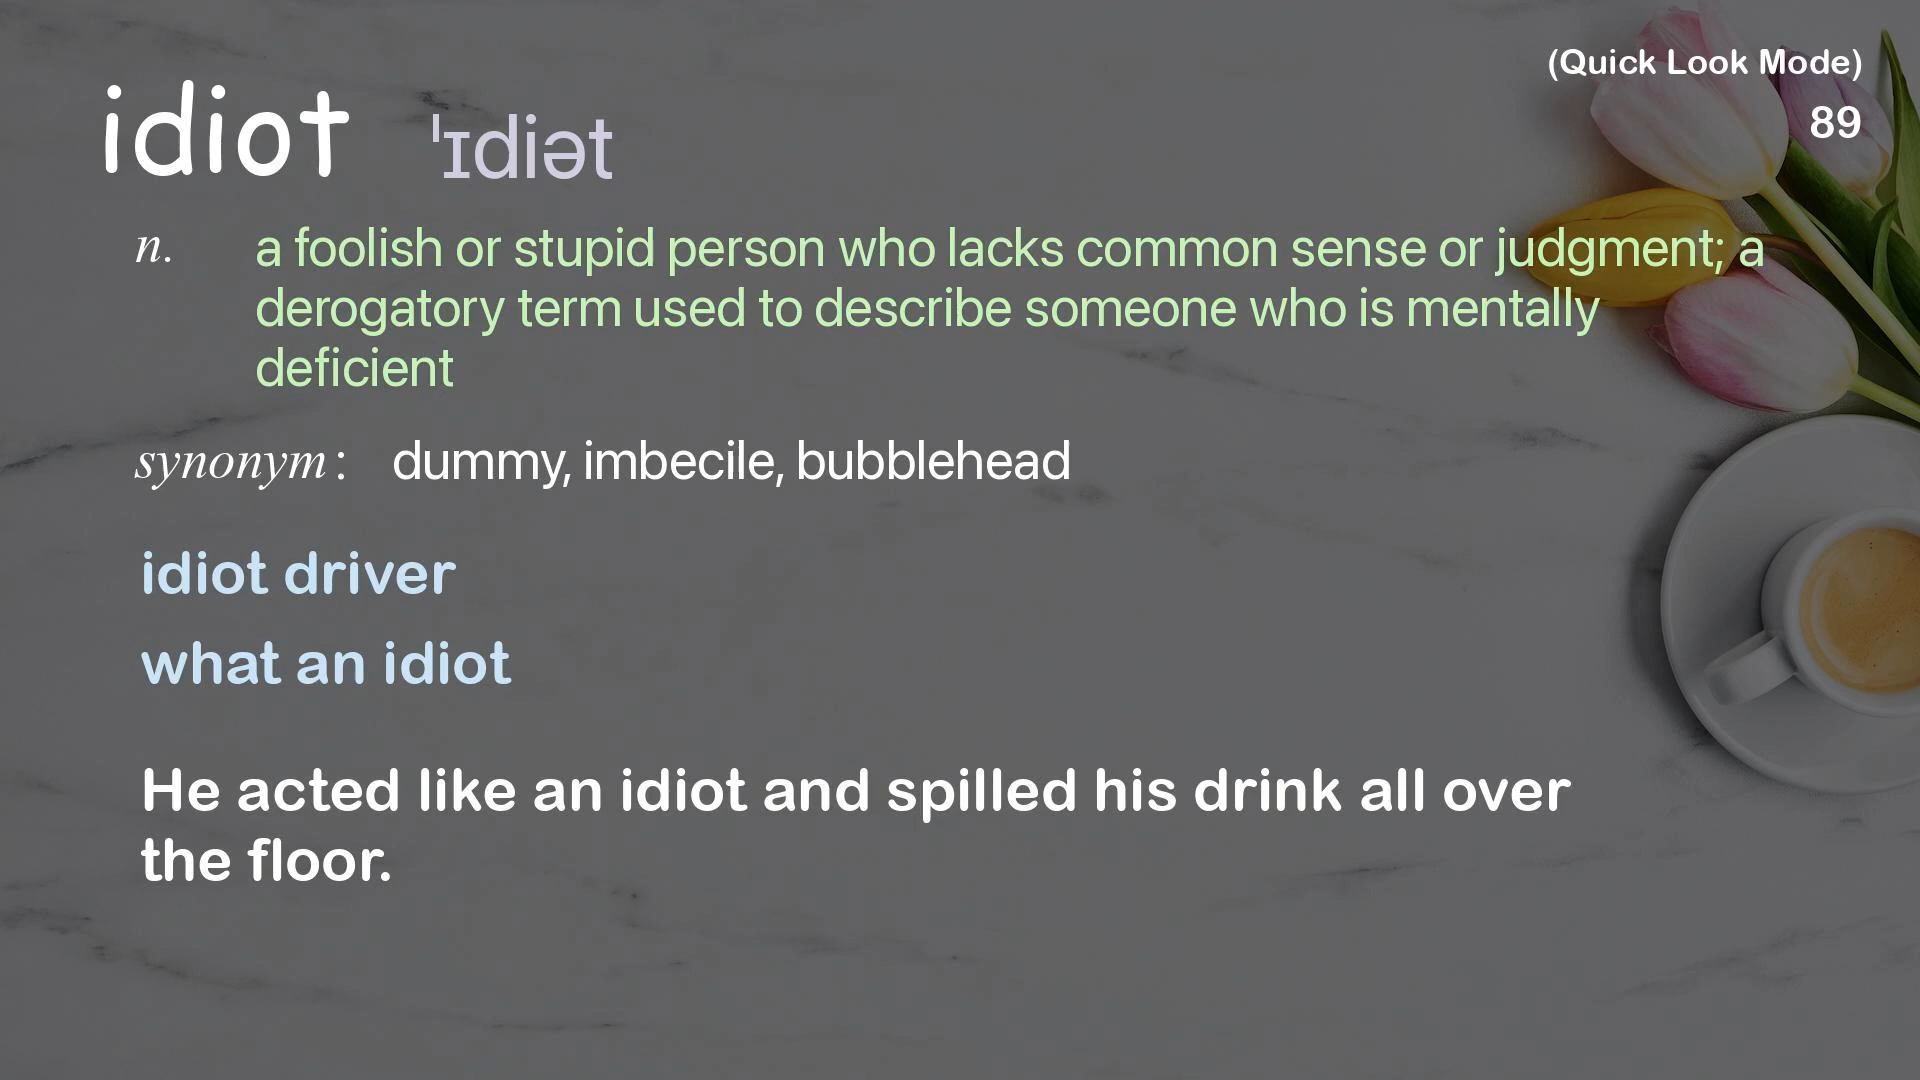 (Quick Look Mode)
89
idiot ˈɪdiət
n. a foolish or stupid person who lacks common sense or judgment; a
derogatory term used to describe someone who is mentally
deficient
synonym: dummy, imbecile, bubblehead
idiot driver
what an idiot
He acted like an idiot and spilled his drink all over
the floor.